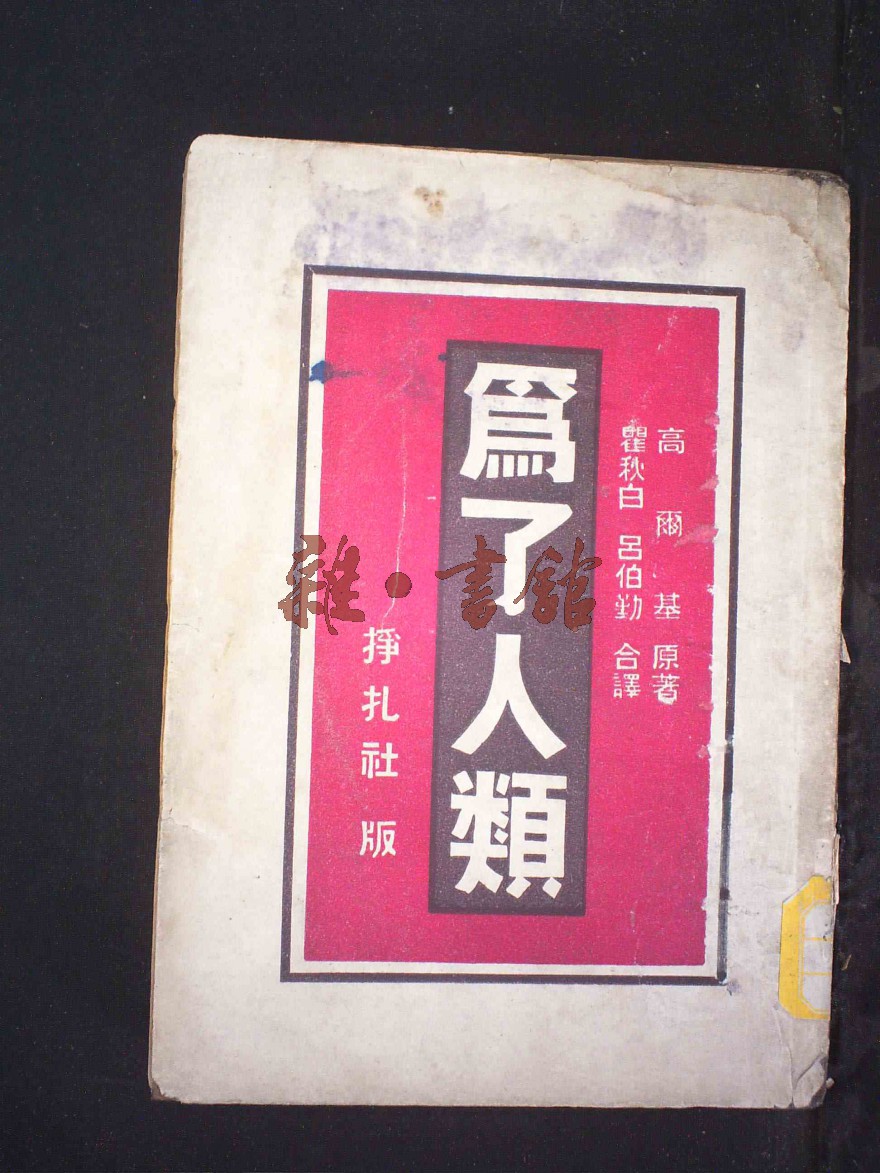 高爾基 原著
瞿秋白 呂伯勤 合譯
爲了人類
掙扎社 版
雜·書館